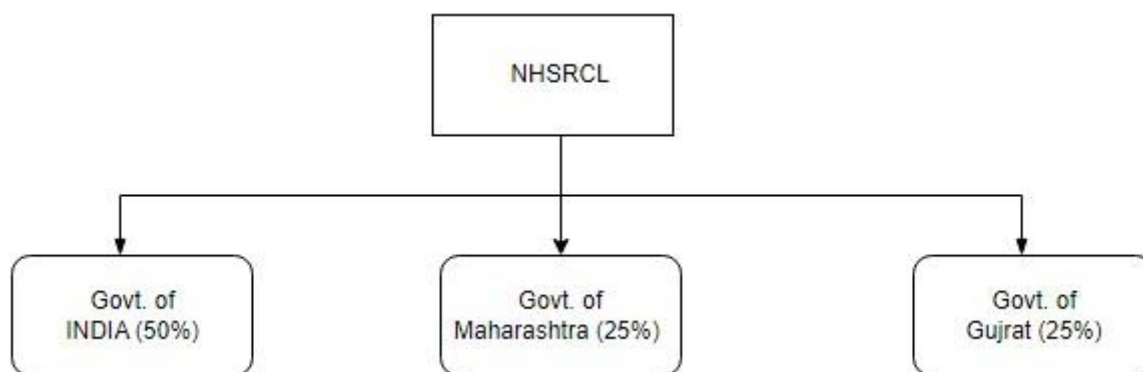 NHSRCL
Govt. of
INDIA (50%)
Govt. of
Maharashtra (25%)
Govt. of
Gujrat (25%)